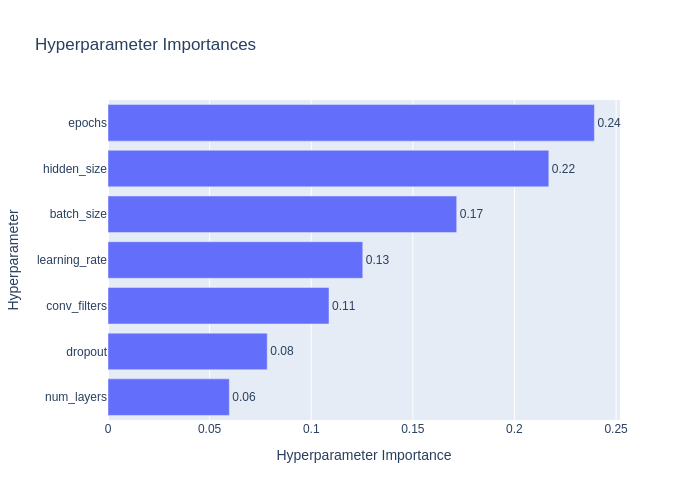 Hyperparameter Importances
Hyperparameter
epochs 0.24
hidden_size 0.22
batch_size 0.17
learning_rate 0.13
conv_filters 0.11
dropout 0.08
num_layers 0.06
0 0.05 0.1 0.15 0.2 0.25
Hyperparameter Importance